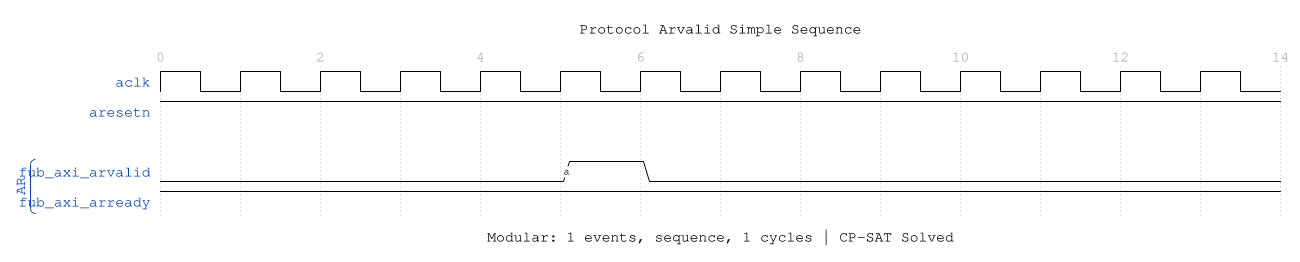 Protocol Arvalid Simple Sequence
0 2 4 6 8 10 12 14
aclk
aresetn
AR
fub_axi_arvalid
a
fub_axi_arready
Modular: 1 events, sequence, 1 cycles | CP-SAT Solved